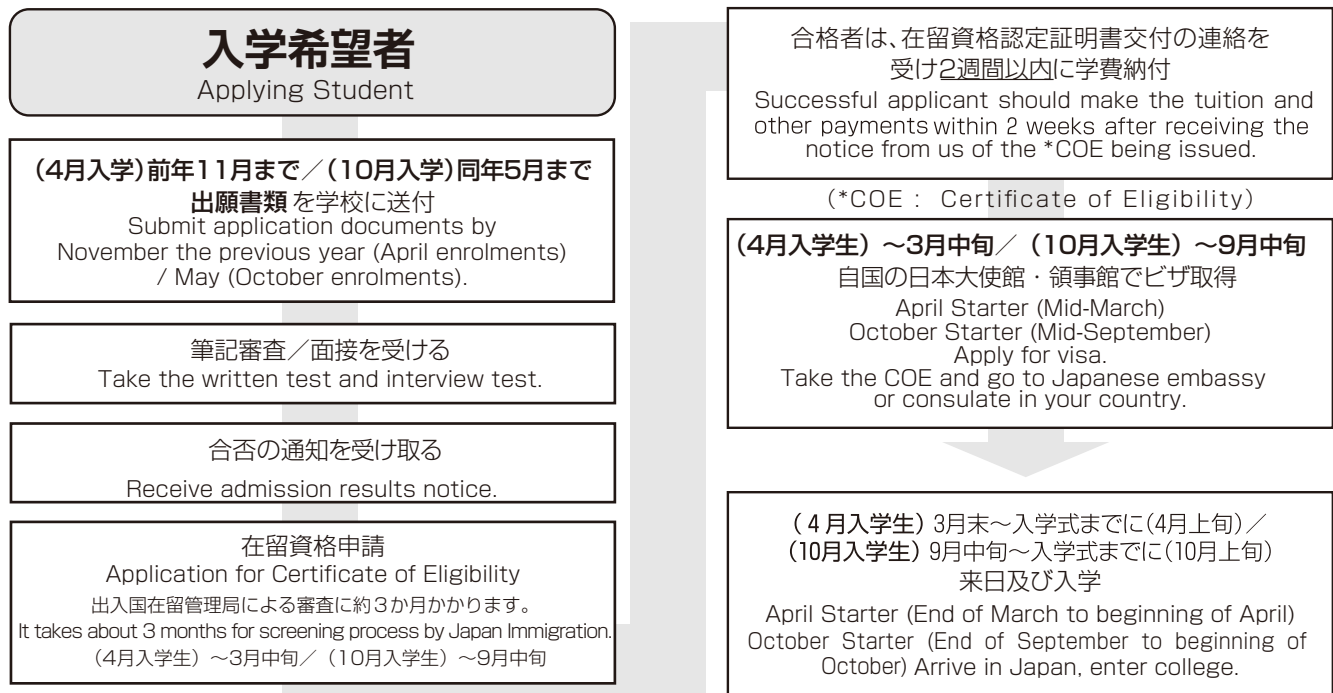 入学希望者
Applying Student
(4月入学)前年11月まで／(10月入学)同年5月まで
出願書類 を学校に送付
Submit application documents by
November the previous year (April enrolments)
/ May (October enrolments).
筆記審査／面接を受ける
Take the written test and interview test.
合否の通知を受け取る
Receive admission results notice.
在留資格申請
Application for Certificate of Eligibility
出入国在留管理局による審査に約3か月かかります。
It takes about 3 months for screening process by Japan Immigration.
（4月入学生）～3月中旬／（10月入学生）～9月中旬
合格者は、在留資格認定証明書交付の連絡を
受け2週間以内に学費納付
Successful applicant should make the tuition and
other payments within 2 weeks after receiving the
notice from us of the *COE being issued.
(*COE : Certificate of Eligibility)
（4月入学生）～3月中旬／（10月入学生）～9月中旬
自国の日本大使館・領事館でビザ取得
April Starter (Mid-March)
October Starter (Mid-September)
Apply for visa.
Take the COE and go to Japanese embassy
or consulate in your country.
(４月入学生) 3月末～入学式までに(4月上旬)／
(10月入学生) 9月中旬～入学式までに(10月上旬)
来日及び入学
April Starter (End of March to beginning of April)
October Starter (End of September to beginning of
October) Arrive in Japan, enter college.